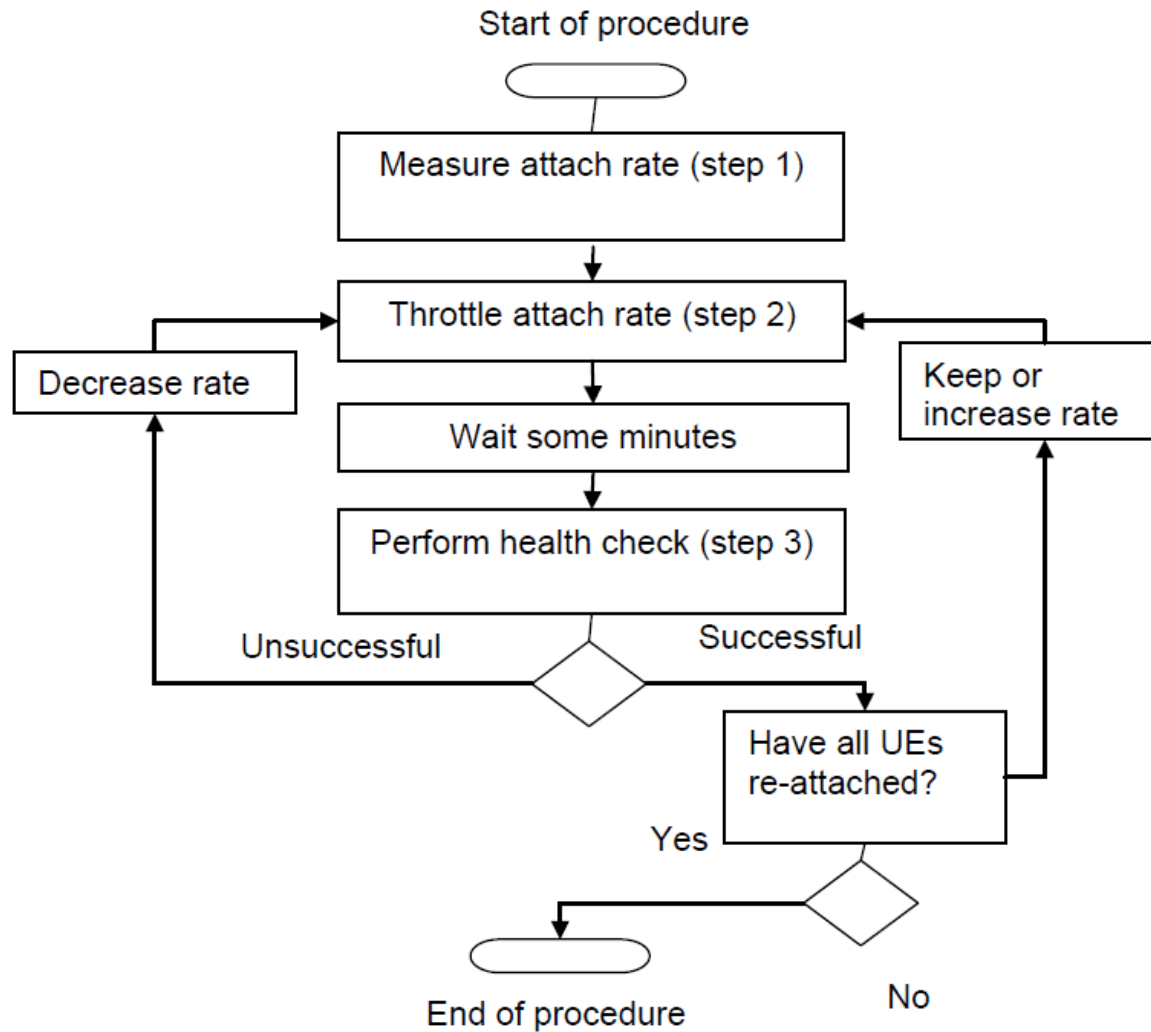 Start of procedure
Measure attach rate (step 1)
Throttle attach rate (step 2)
Decrease rate
Keep or
increase rate
Wait some minutes
Perform health check (step 3)
Unsuccessful
Successful
Have all UEs
re-attached?
Yes
No
End of procedure